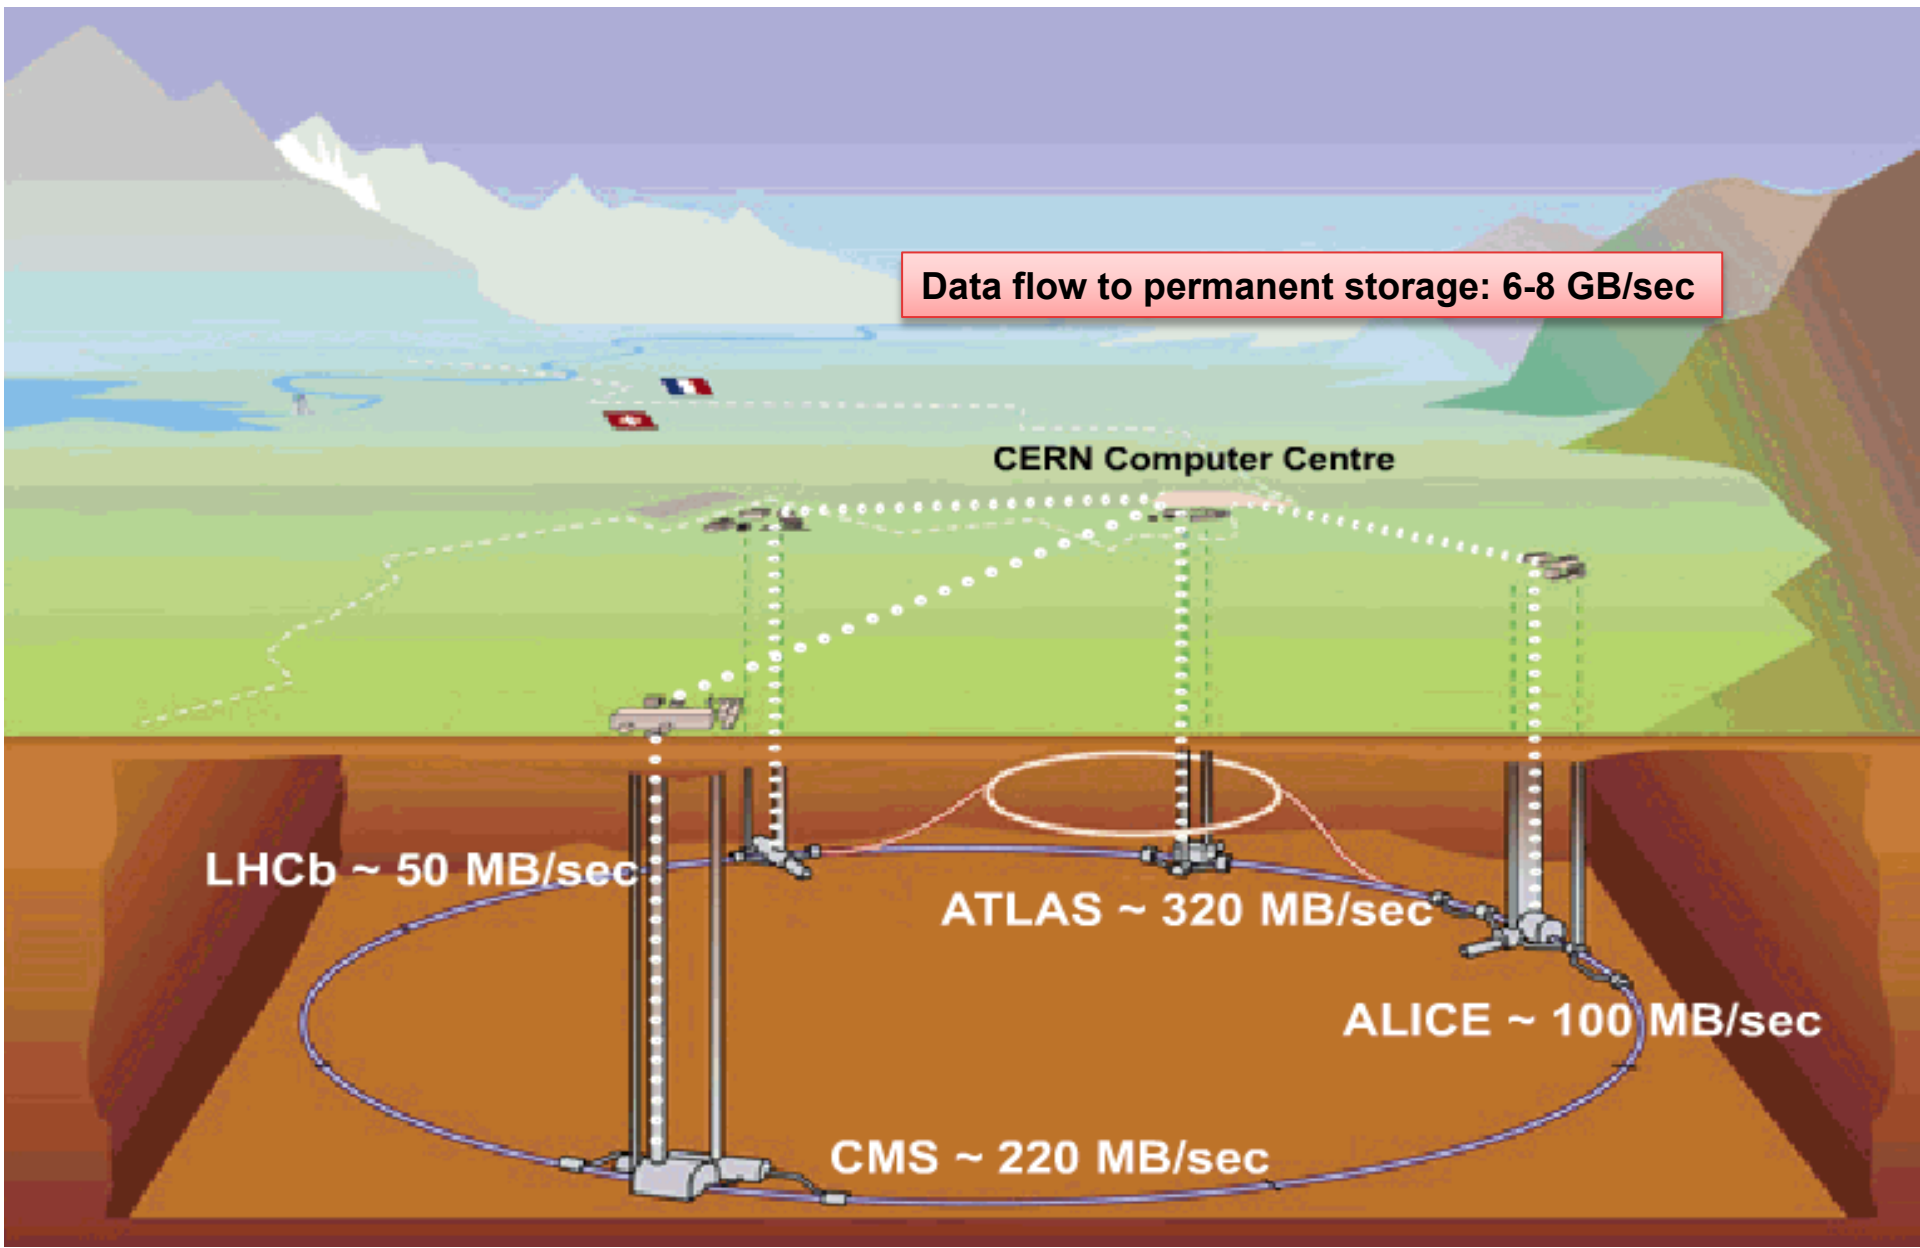 Data flow to permanent storage: 6-8 GB/sec
CERN Computer Centre
LHCb ~ 50 MB/sec
ATLAS ~ 320 MB/sec
ALICE ~ 100 MB/sec
CMS ~ 220 MB/sec